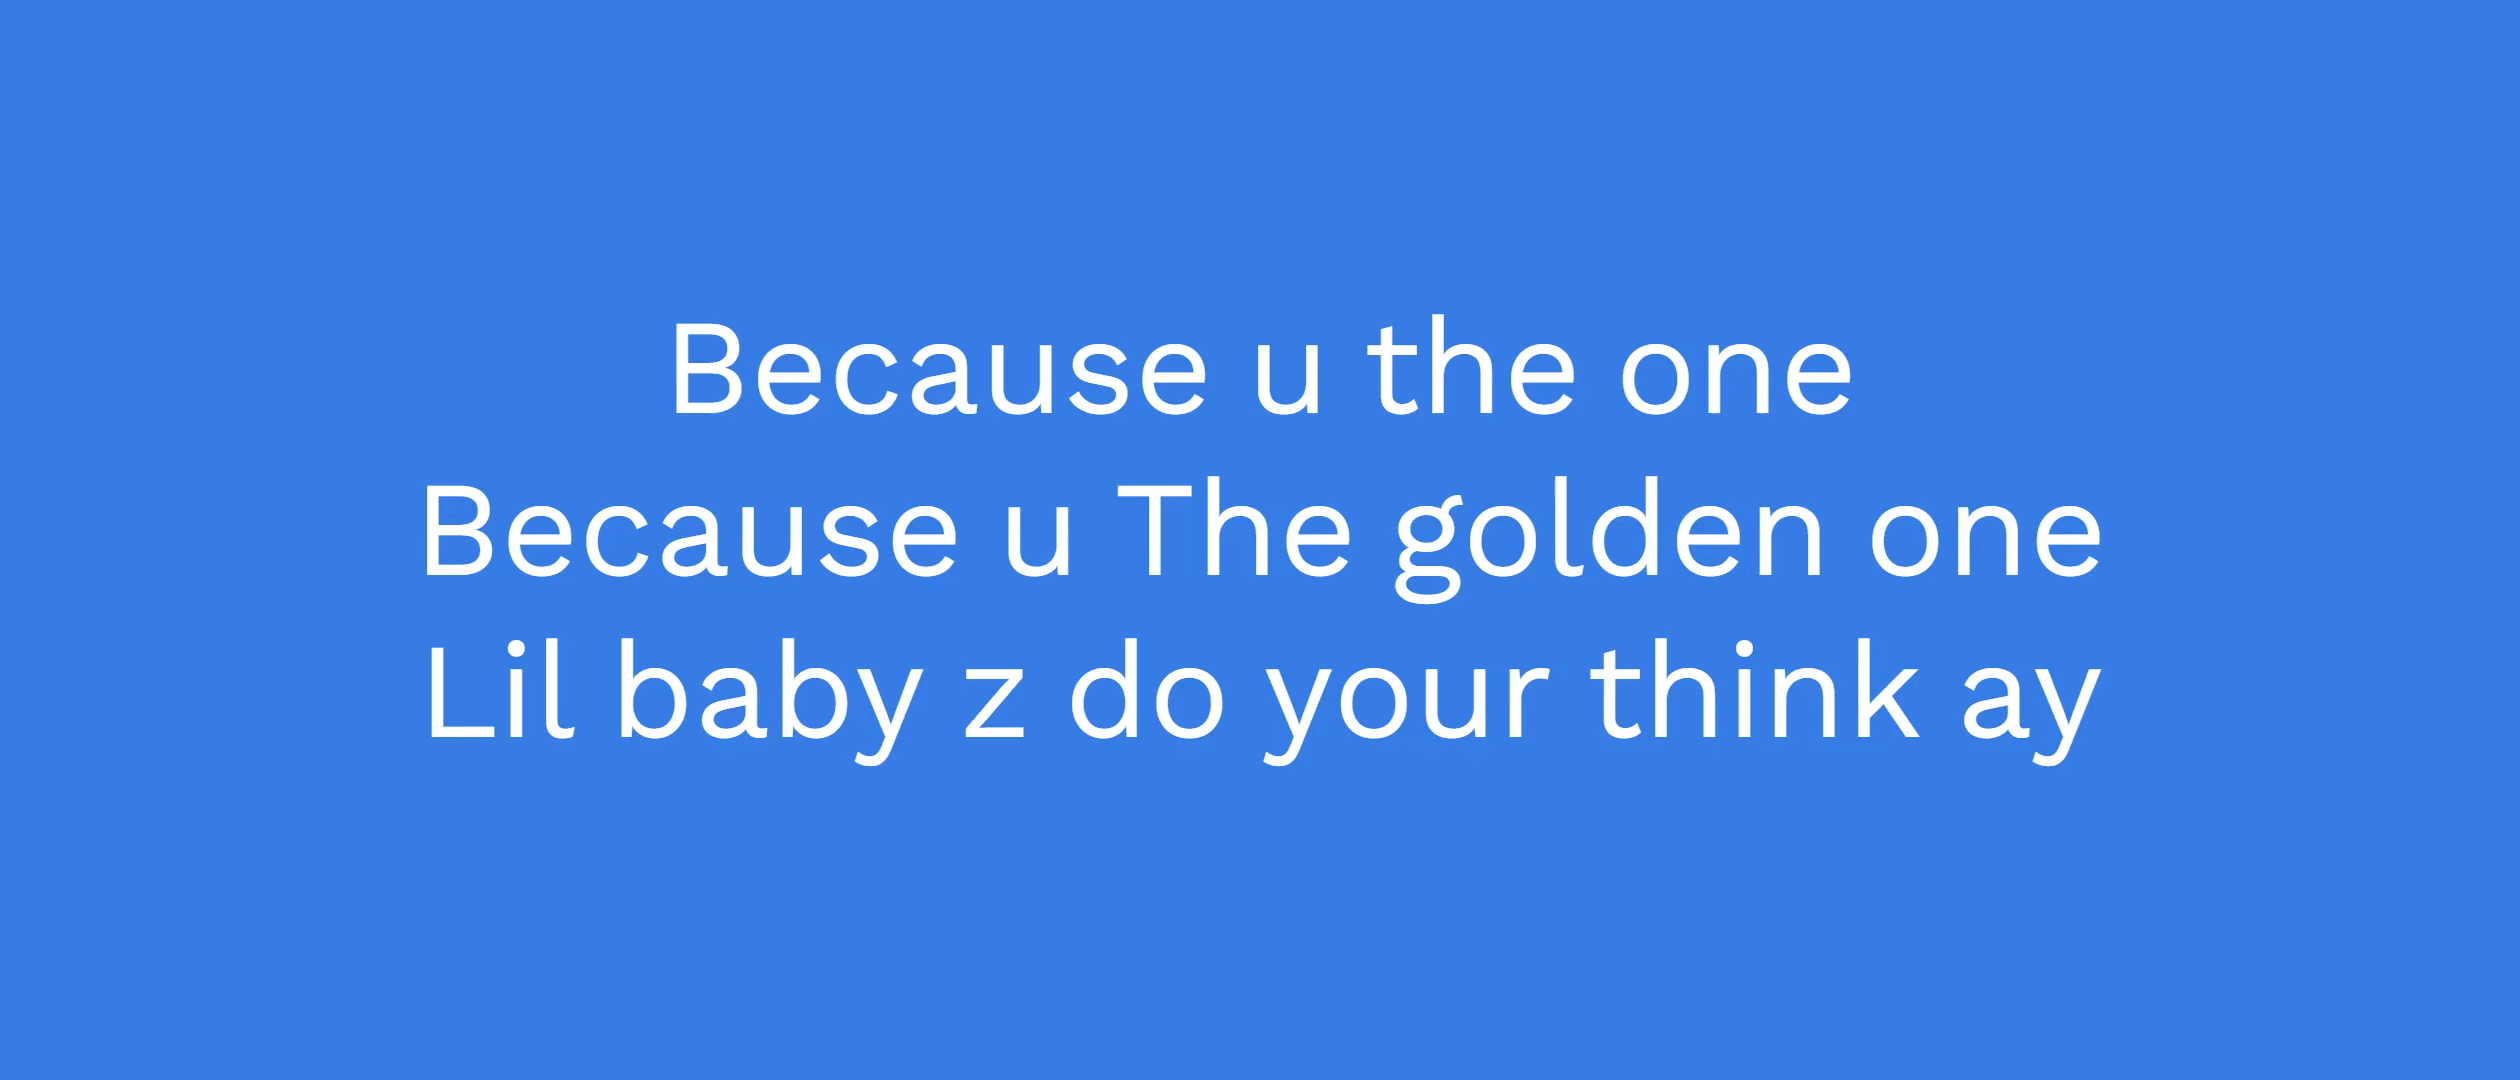 Because u the one
Because u The golden one
Lil baby z do your think ay